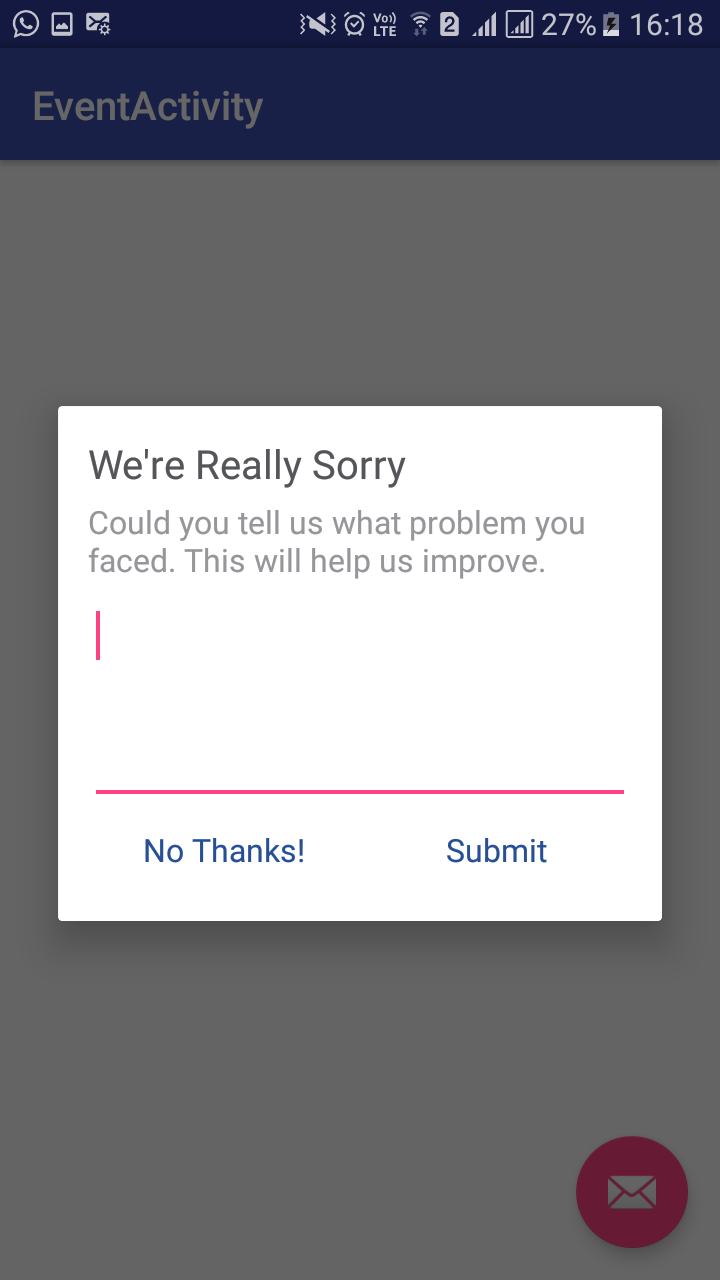 Vo)) LTE 2 27% 16:18
EventActivity
We're Really Sorry
Could you tell us what problem you
faced. This will help us improve.
No Thanks! Submit